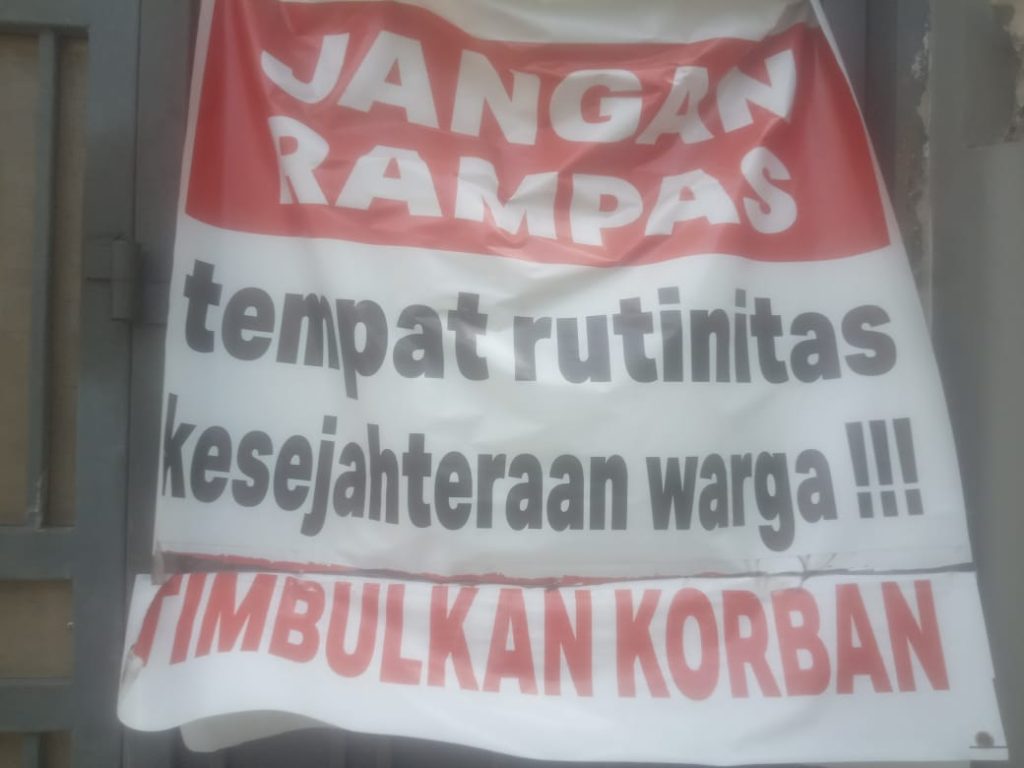 JANGAN
RAMPAS
tempat rutinitas
kesejahteraan warga !!!
TIMBULKAN KORBAN